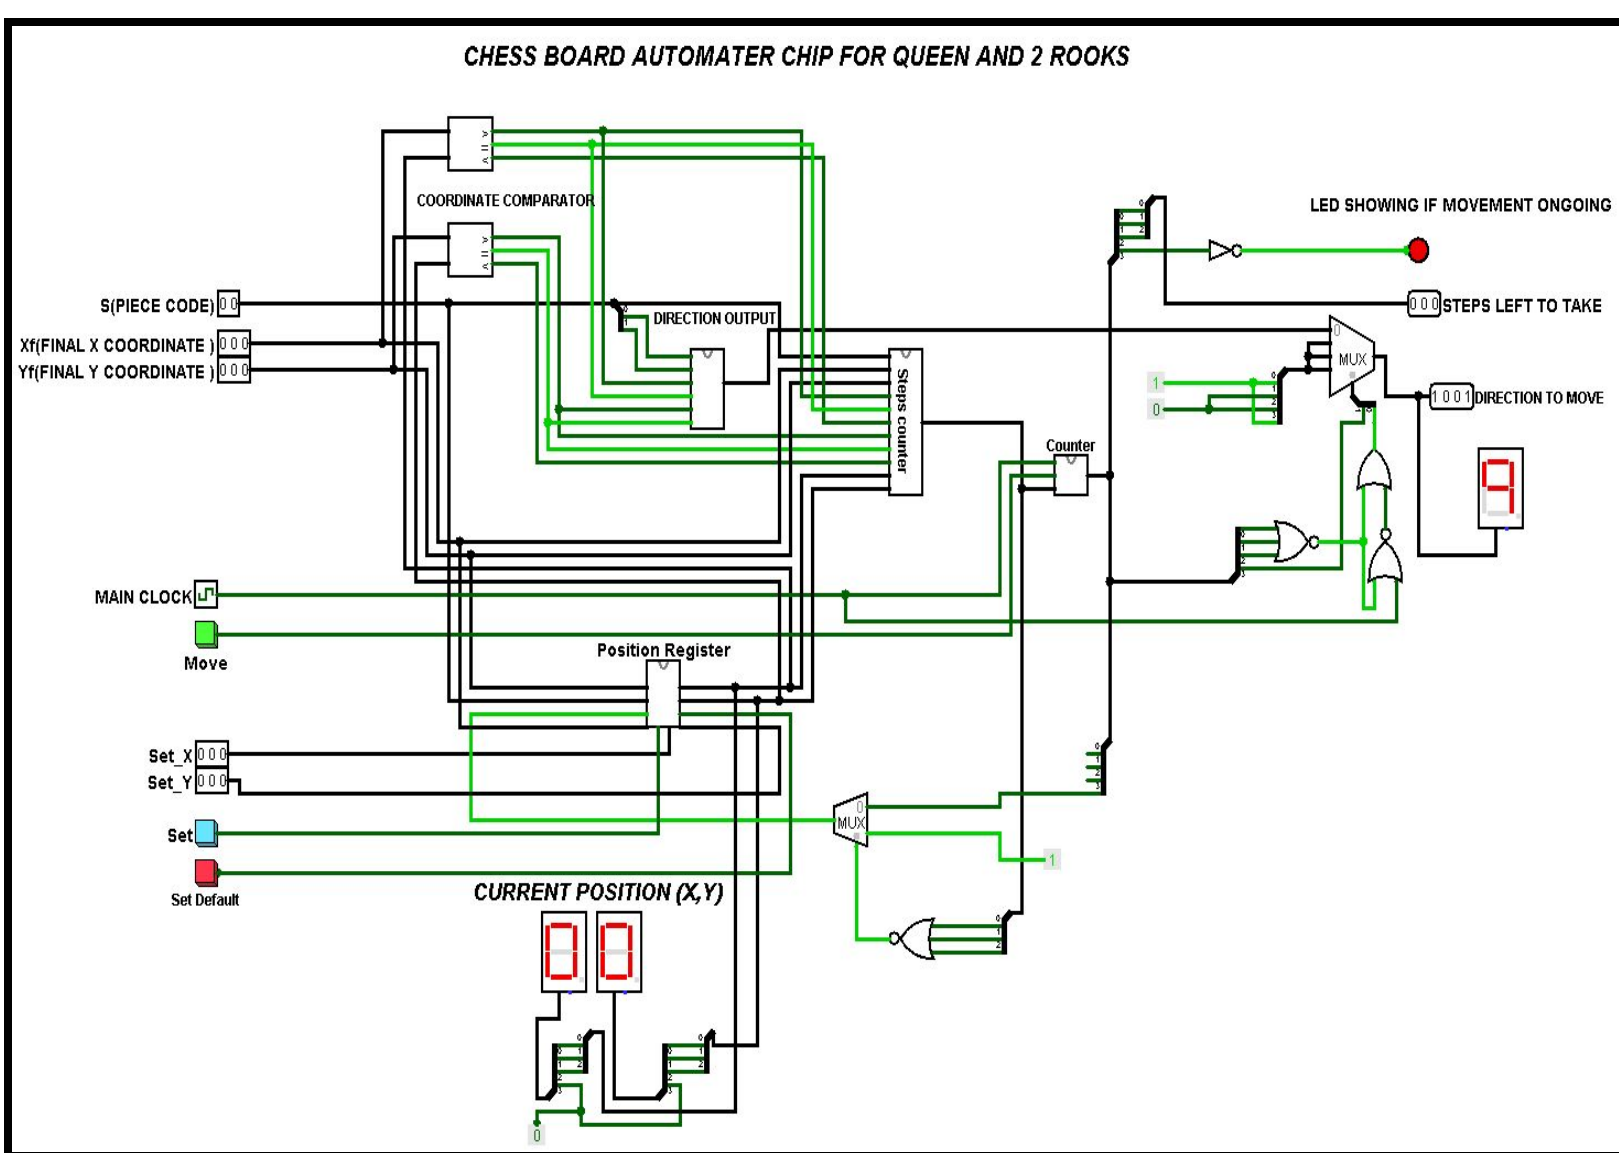 CHESS BOARD AUTOMATER CHIP FOR QUEEN AND 2 ROOKS
COORDINATE COMPARATOR
LED SHOWING IF MOVEMENT ONGOING
S(PIECE CODE) 00
STEPS LEFT TO TAKE 000
DIRECTION OUTPUT
Xf(FINAL X COORDINATE ) 000
Yf(FINAL Y COORDINATE ) 000
MUX
1
0
1001 DIRECTION TO MOVE
Steps counter
Counter
9
MAIN CLOCK
Move
Position Register
Set_X 000
Set_Y 000
MUX
Set
1
Set Default
CURRENT POSITION (X,Y)
0 0
0